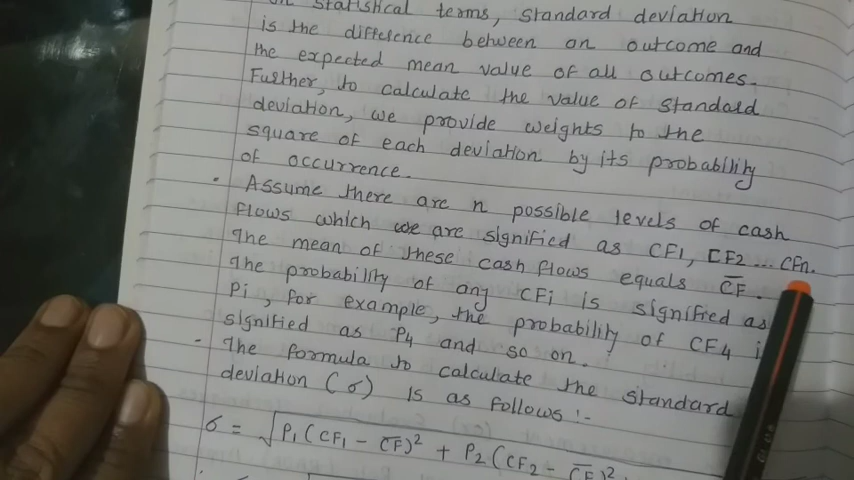 In statistical terms, standard deviation
is the difference between an outcome and
the expected mean value of all outcomes.
Further, to calculate the value of standard
deviation, we provide weights to the
square of each deviation by its probability
of occurrence.
• Assume there are n possible levels of cash
flows which we are signified as CF1, CF2 ... CFn.
The mean of these cash flows equals C̅F̅.
The probability of any CFi is signified as
Pi, for example, the probability of CF4 i
signified as P4 and so on.
- The formula to calculate the standard
deviation (σ) is as follows :-
σ = √P₁(CF₁ - C̅F̅)² + P₂(CF₂ - C̅F̅)²